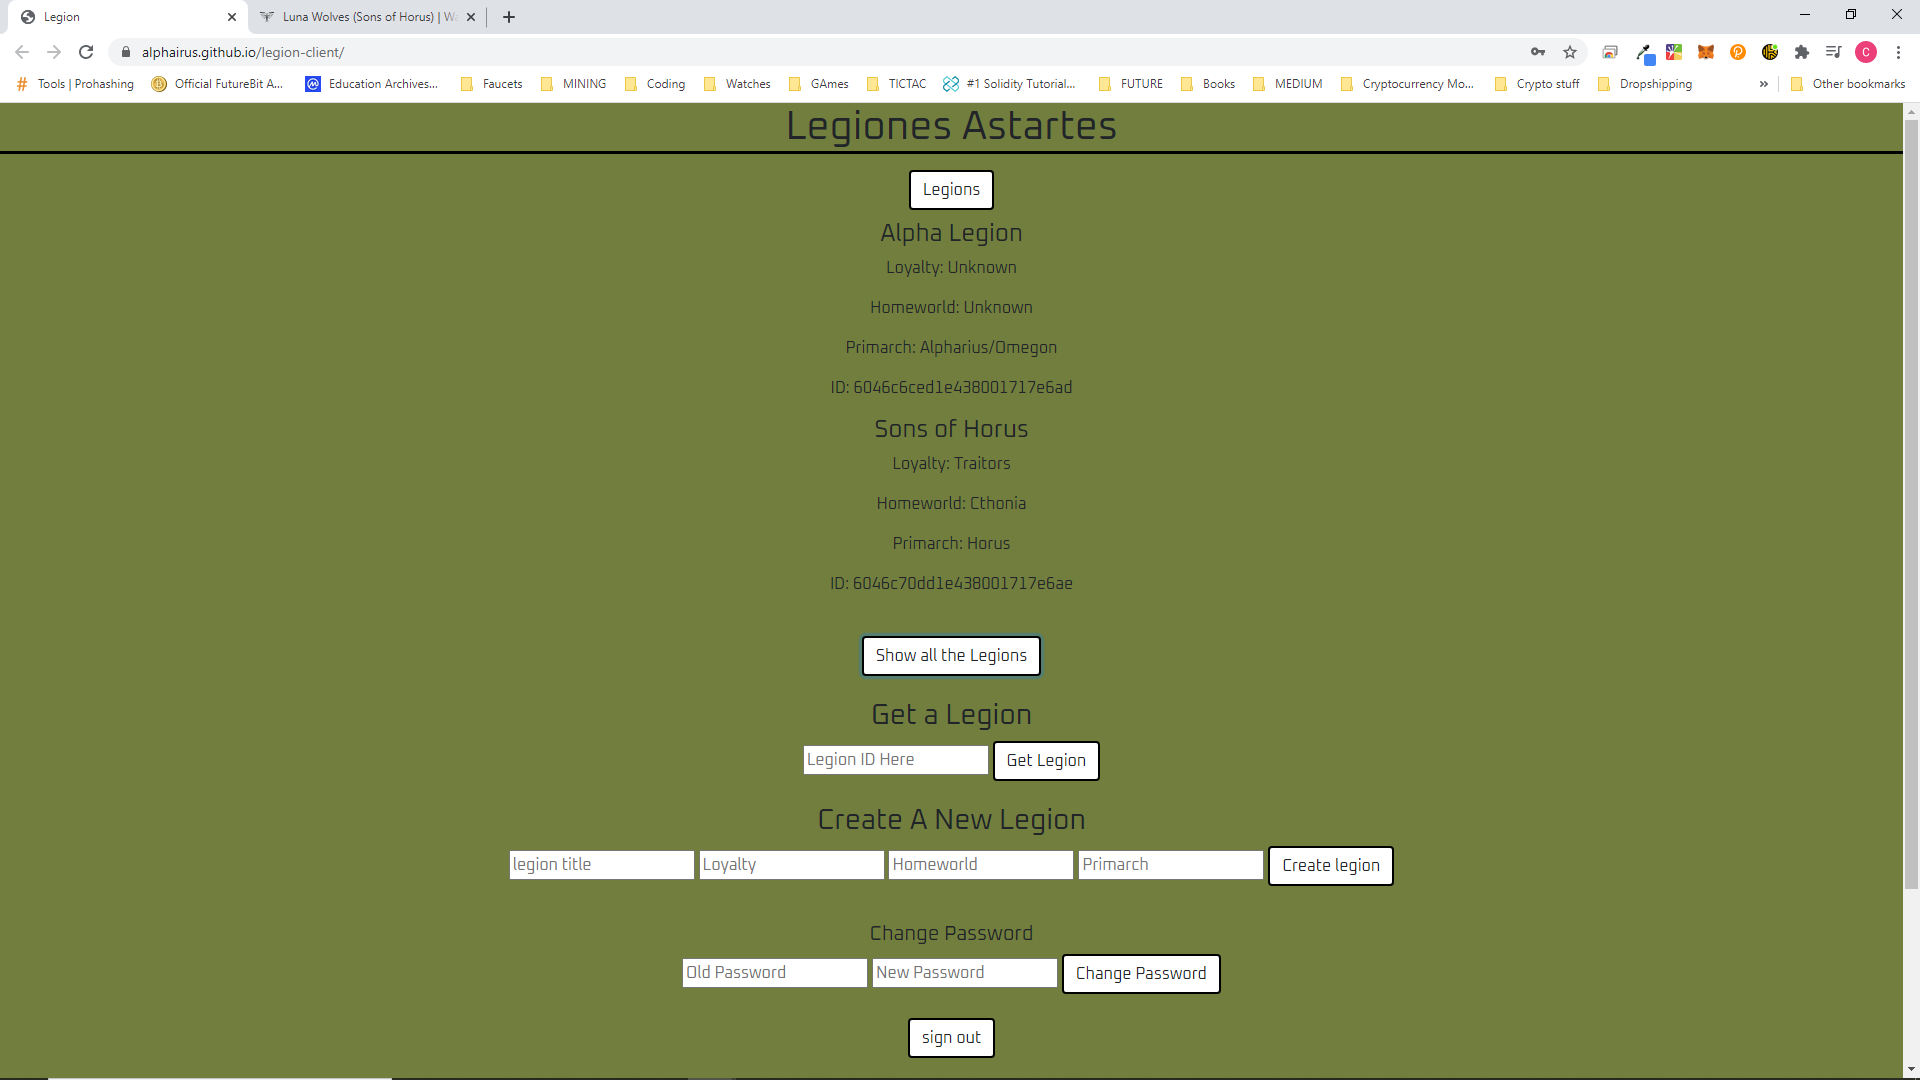 Legion
Luna Wolves (Sons of Horus) | Wa
alphairus.github.io/legion-client/
C
Tools | Prohashing
Official FutureBit A...
Education Archives...
Faucets
MINING
Coding
Watches
GAmes
TICTAC
#1 Solidity Tutorial...
FUTURE
Books
MEDIUM
Cryptocurrency Mo...
Crypto stuff
Dropshipping
»
Other bookmarks
Legiones Astartes
Legions
Alpha Legion
Loyalty: Unknown
Homeworld: Unknown
Primarch: Alpharius/Omegon
ID: 6046c6ced1e438001717e6ad
Sons of Horus
Loyalty: Traitors
Homeworld: Cthonia
Primarch: Horus
ID: 6046c70dd1e438001717e6ae
Show all the Legions
Get a Legion
Legion ID Here
Get Legion
Create A New Legion
legion title
Loyalty
Homeworld
Primarch
Create legion
Change Password
Old Password
New Password
Change Password
sign out